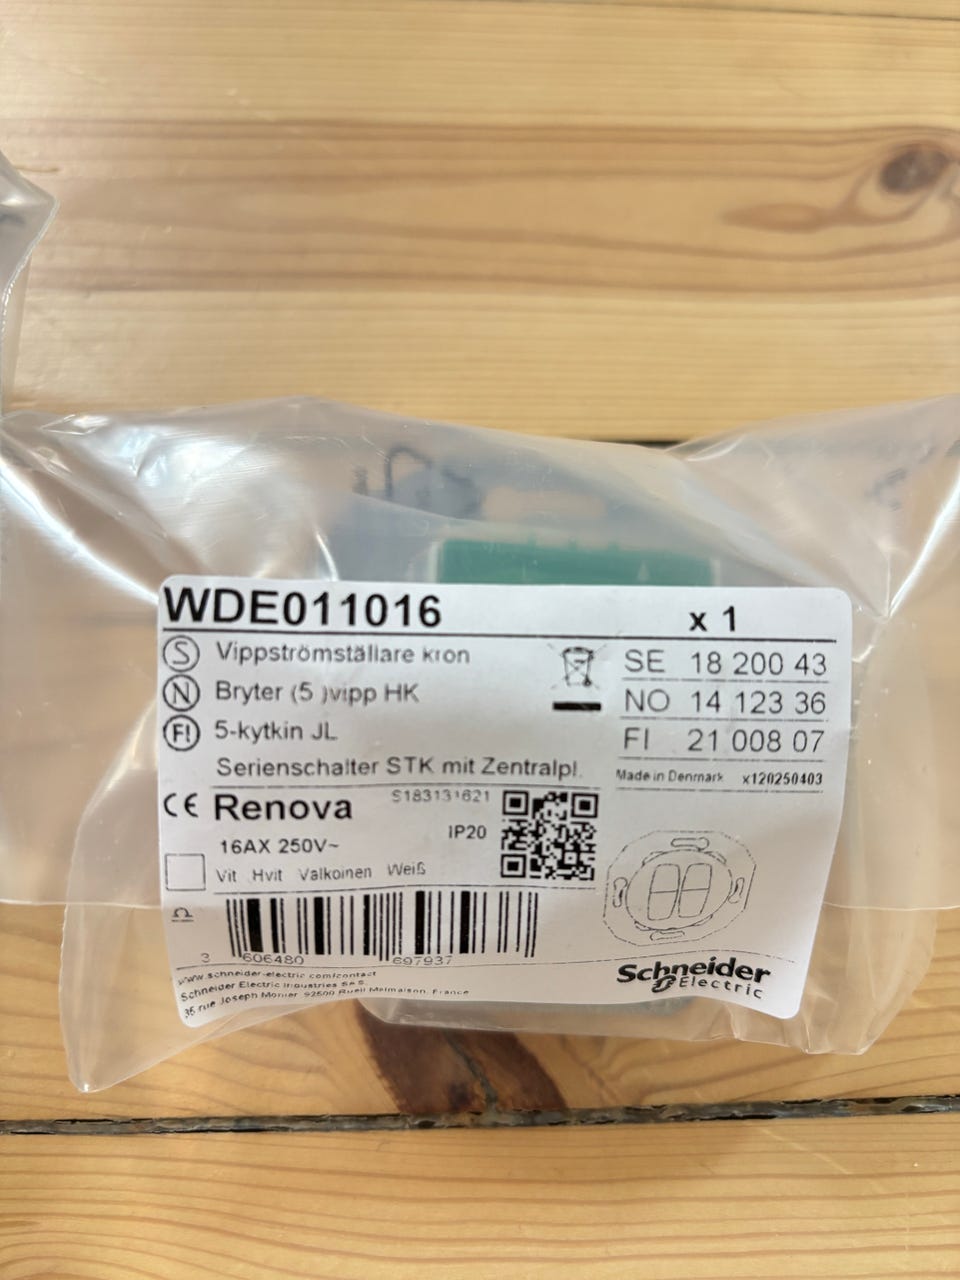 WDE011016 x 1
S Vippströmställare kron
N Bryter (5 )vipp HK
FI 5-kytkin JL
Serienschalter STK mit Zentralpl.
SE 18 200 43
NO 14 123 36
FI 21 008 07
Made in Denmark x120250403
CE Renova S183131621
16AX 250V~ IP20
Vit Hvit Valkoinen Weiß
3 606480 697937
www.schneider-electric.com/contact
Schneider Electric Industries SAS
35 rue Joseph Monier 92500 Rueil Malmaison, France
Schneider
Electric